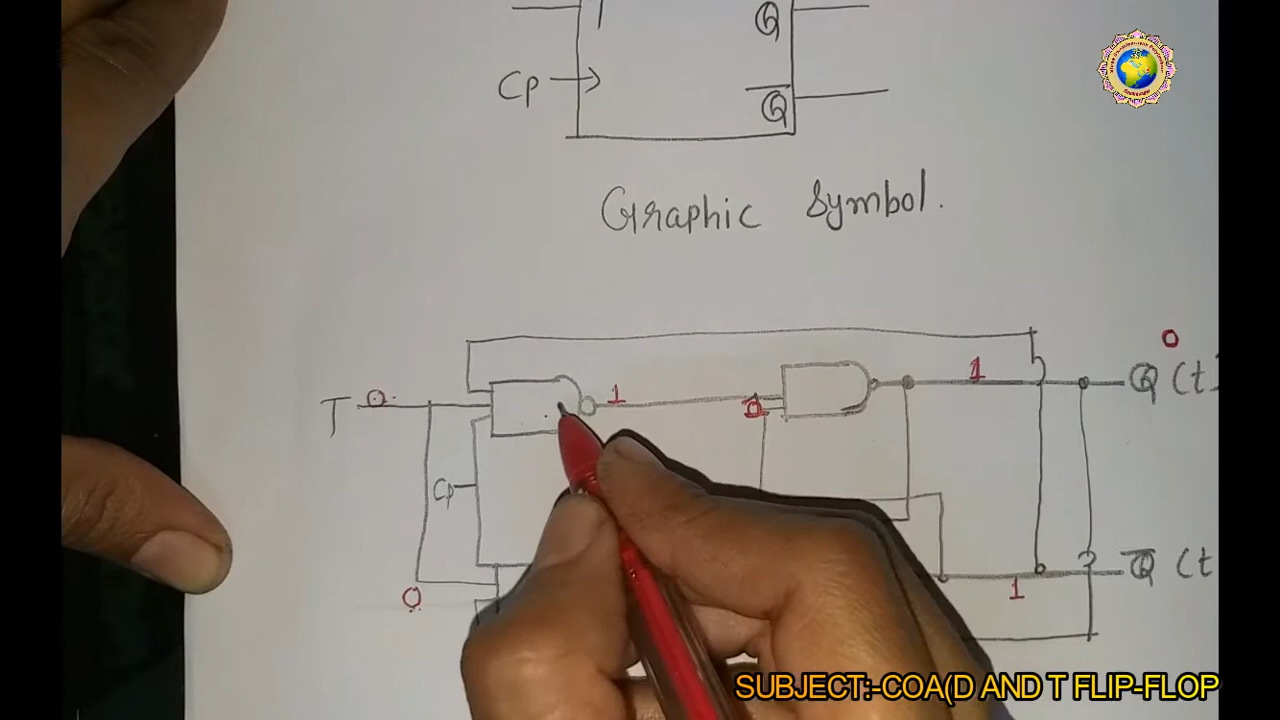 T Q
Cp Q̅
Graphic Symbol.
0
1
Q (t)
T 0 1 0
Cp
Q̅ (t
0 1
SUBJECT:-COA(D AND T FLIP-FLOP